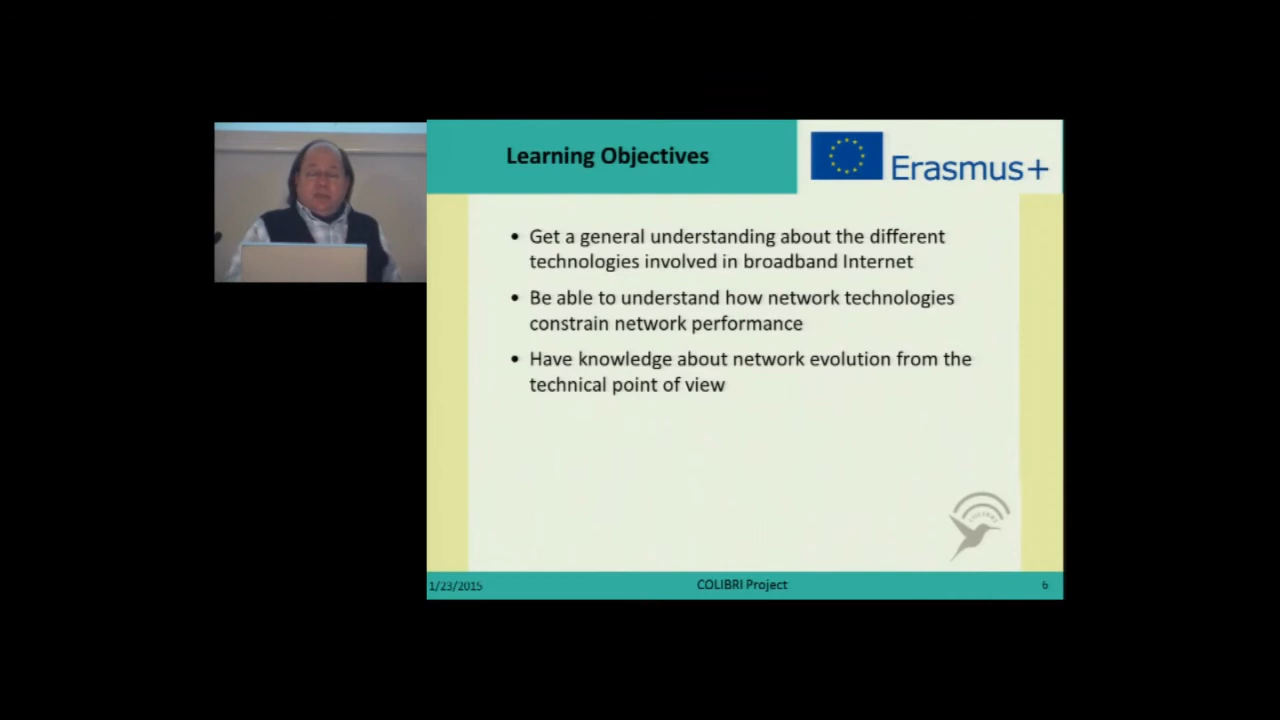 Learning Objectives
Erasmus+
• Get a general understanding about the different
technologies involved in broadband Internet
• Be able to understand how network technologies
constrain network performance
• Have knowledge about network evolution from the
technical point of view
COLIBRI
1/23/2015
COLIBRI Project
6